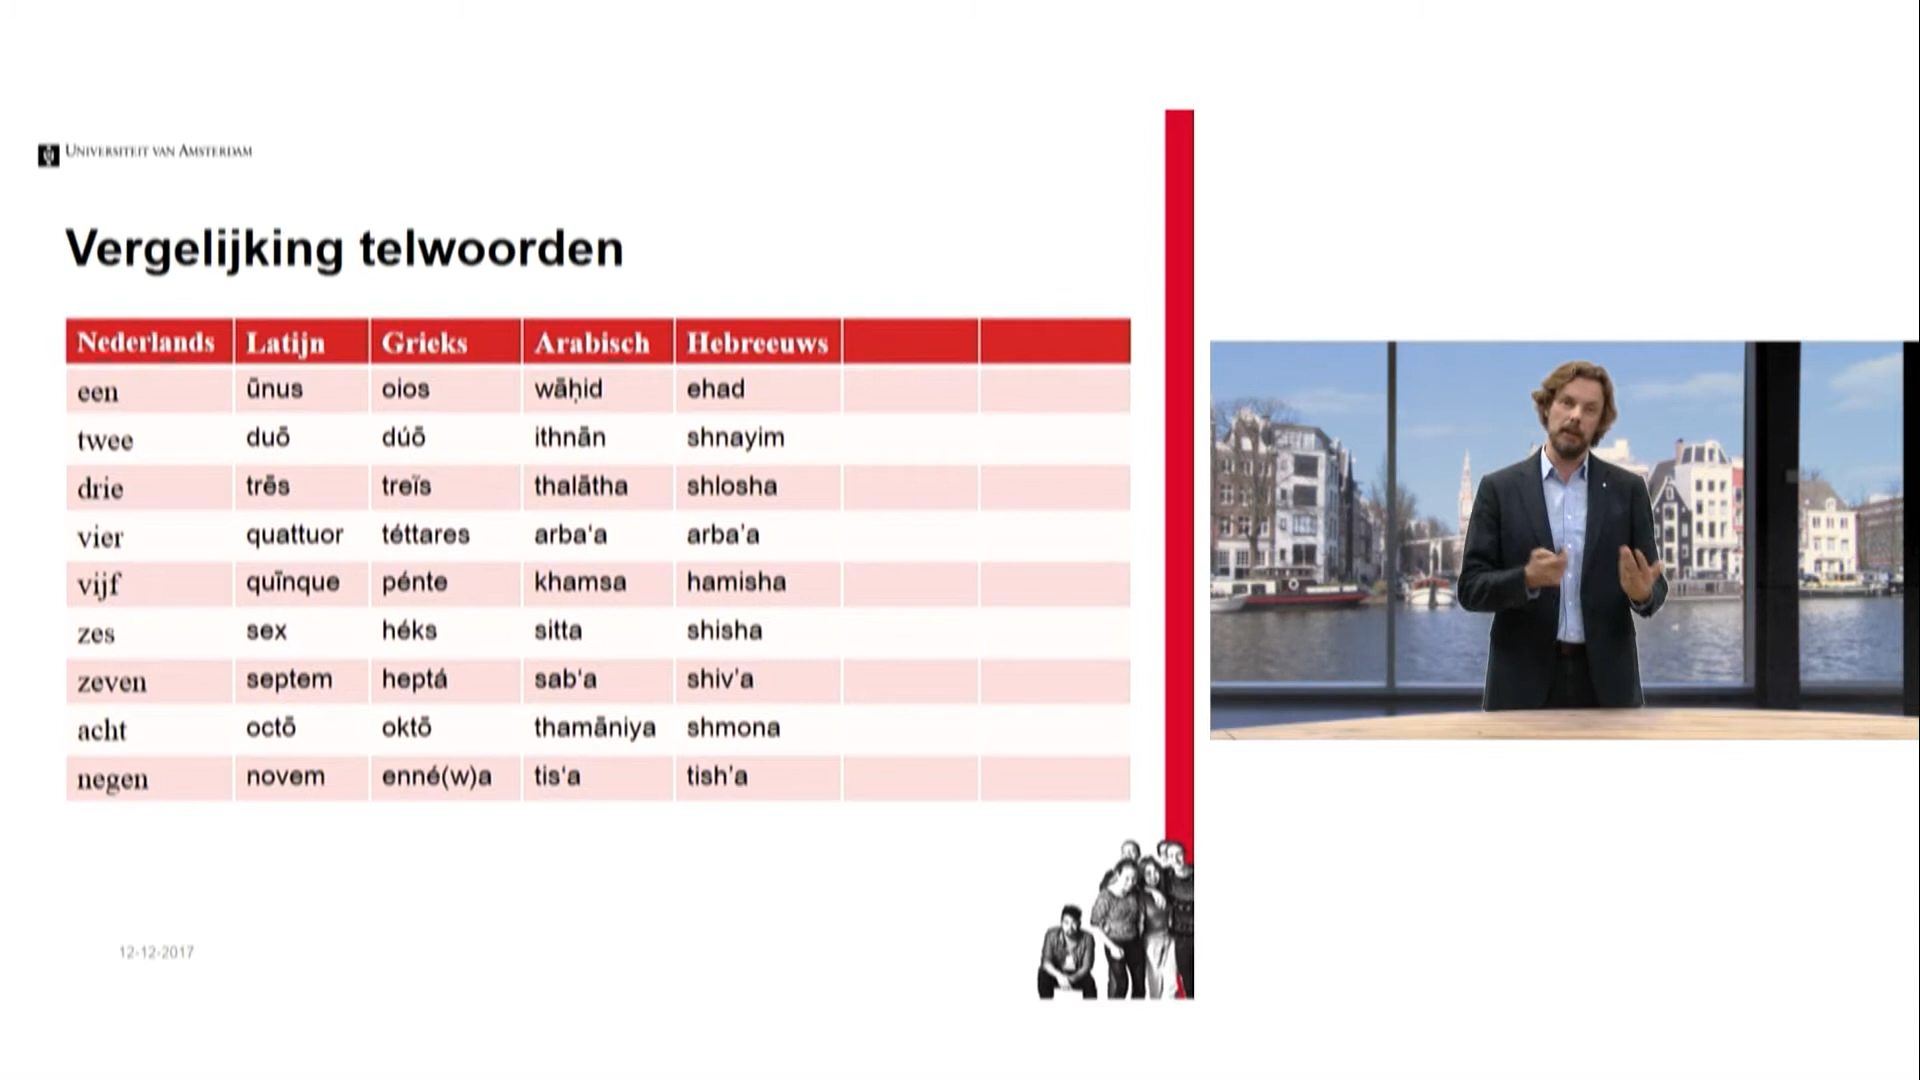 UNIVERSITEIT VAN AMSTERDAM
Vergelijking telwoorden
Nederlands Latijn Grieks Arabisch Hebreeuws
een ūnus oios wāḥid ehad
twee duō dúō ithnān shnayim
drie trēs treĩs thalātha shlosha
vier quattuor téttares arba‘a arba’a
vijf quīnque pénte khamsa hamisha
zes sex héks sitta shisha
zeven septem heptá sab‘a shiv’a
acht octō oktō thamāniya shmona
negen novem enné(w)a tis‘a tish’a
12-12-2017